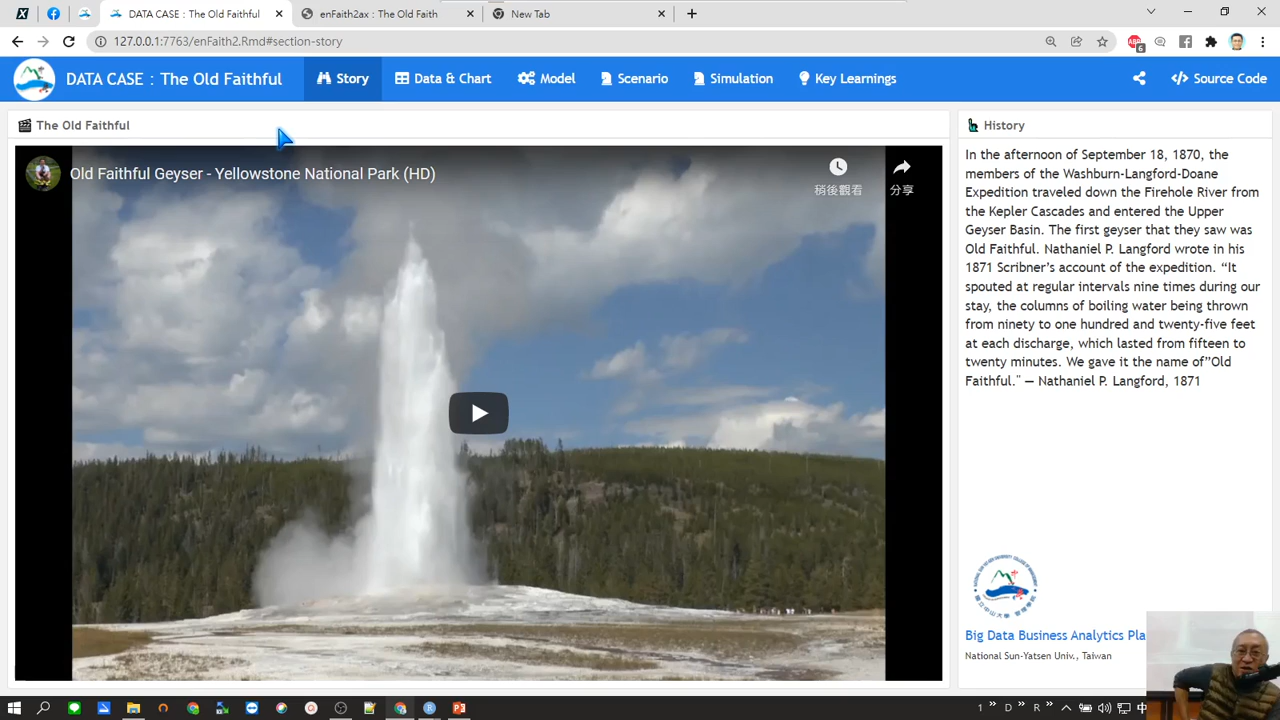 DATA CASE : The Old Faithful
enFaith2ax : The Old Faith
New Tab
127.0.0.1:7763/enFaith2.Rmd#section-story
6
DATA CASE : The Old Faithful
Story
Data & Chart
Model
Scenario
Simulation
Key Learnings
Source Code
The Old Faithful
Old Faithful Geyser - Yellowstone National Park (HD)
稍後觀看
分享
History
In the afternoon of September 18, 1870, the
members of the Washburn-Langford-Doane
Expedition traveled down the Firehole River from
the Kepler Cascades and entered the Upper
Geyser Basin. The first geyser that they saw was
Old Faithful. Nathaniel P. Langford wrote in his
1871 Scribner’s account of the expedition. “It
spouted at regular intervals nine times during our
stay, the columns of boiling water being thrown
from ninety to one hundred and twenty-five feet
at each discharge, which lasted from fifteen to
twenty minutes. We gave it the name of”Old
Faithful." — Nathaniel P. Langford, 1871
Big Data Business Analytics Pla
National Sun-Yatsen Univ., Taiwan
1 » D » R » 中